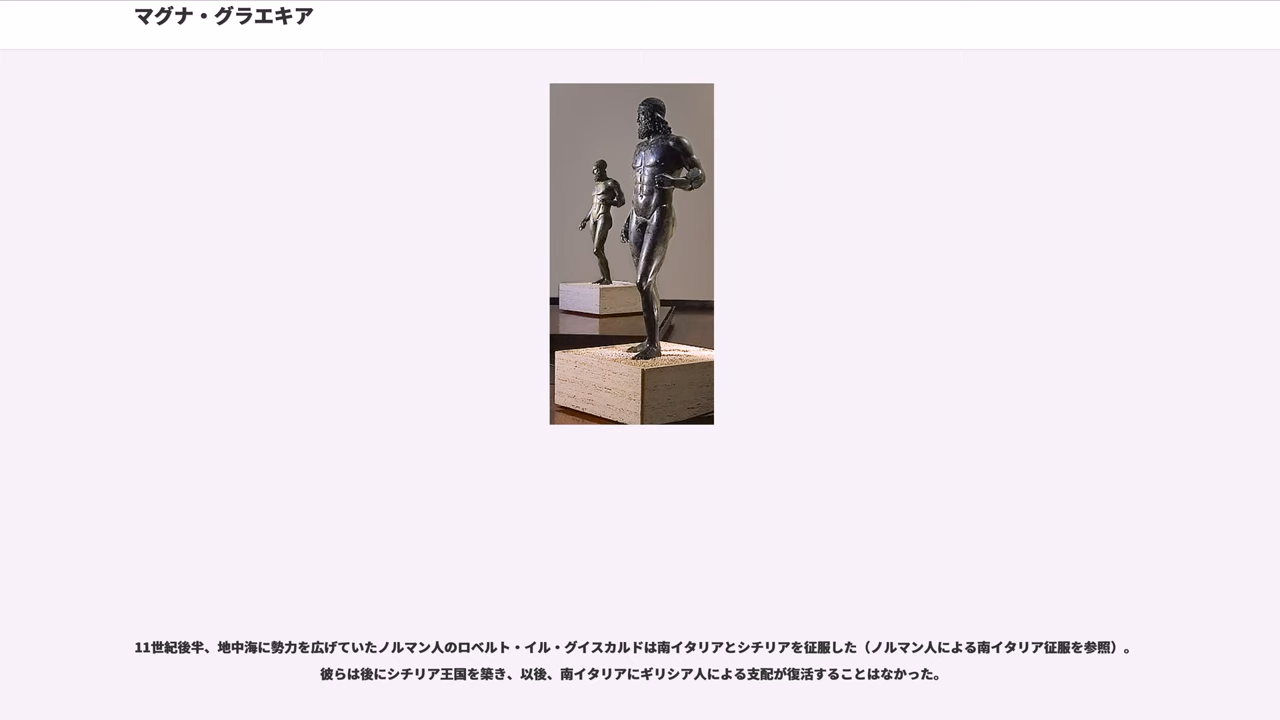 マグナ・グラエキア
11世紀後半、地中海に勢力を広げていたノルマン人のロベルト・イル・グイスカルドは南イタリアとシチリアを征服した（ノルマン人による南イタリア征服を参照）。
彼らは後にシチリア王国を築き、以後、南イタリアにギリシア人による支配が復活することはなかった。